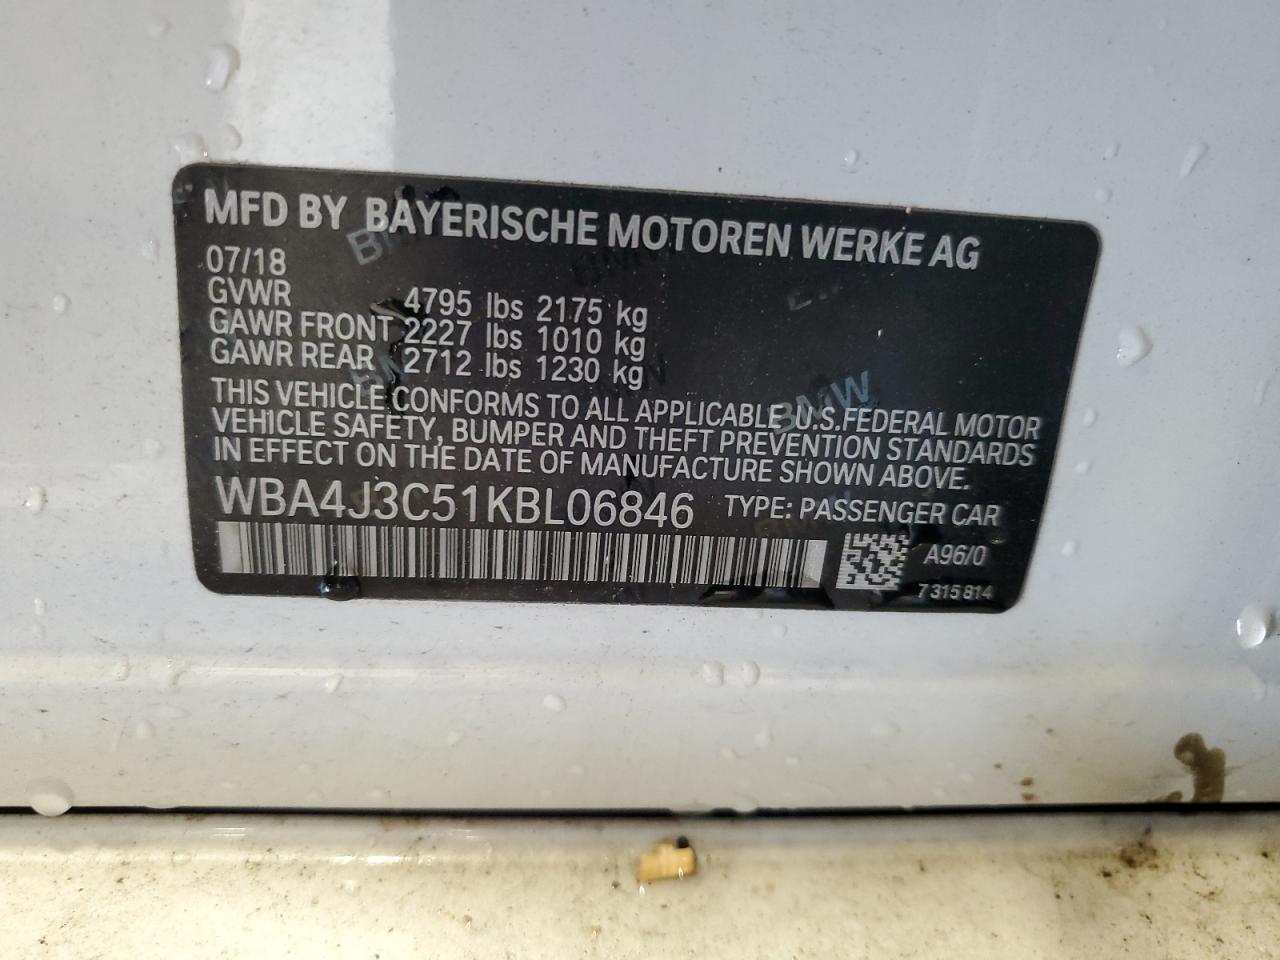 MFD BY BAYERISCHE MOTOREN WERKE AG
07/18
GVWR 4795 lbs 2175 kg
GAWR FRONT 2227 lbs 1010 kg
GAWR REAR 2712 lbs 1230 kg
THIS VEHICLE CONFORMS TO ALL APPLICABLE U.S.FEDERAL MOTOR
VEHICLE SAFETY, BUMPER AND THEFT PREVENTION STANDARDS
IN EFFECT ON THE DATE OF MANUFACTURE SHOWN ABOVE.
WBA4J3C51KBL06846 TYPE: PASSENGER CAR
A96/0
7 315 814
BMW